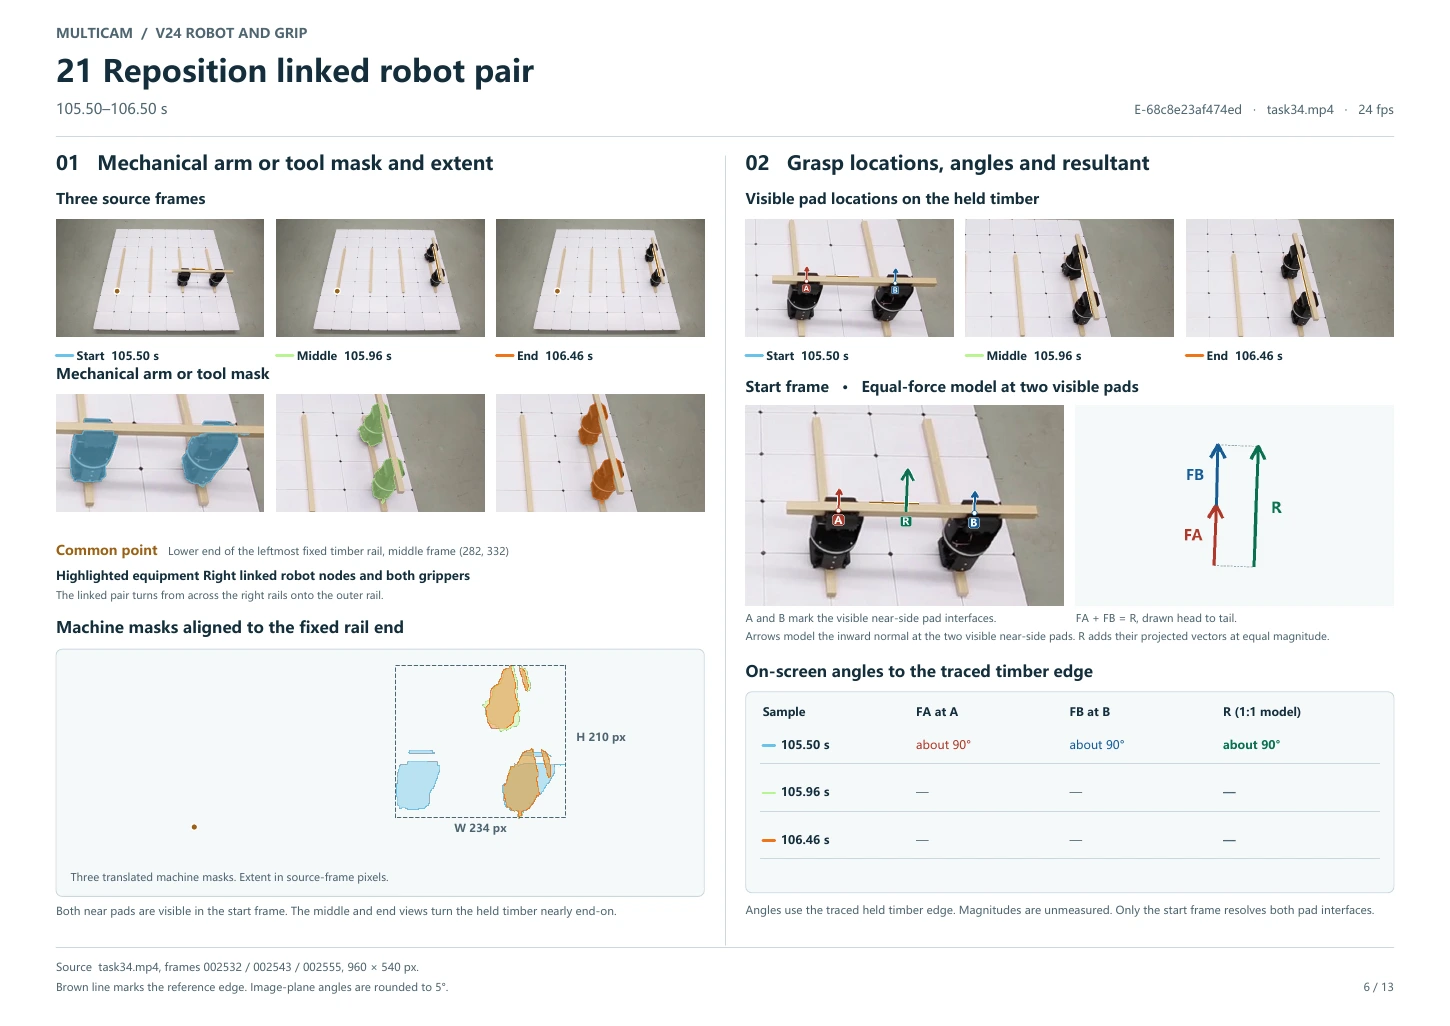 MULTICAM / V24 ROBOT AND GRIP
21 Reposition linked robot pair
105.50–106.50 s
E-68c8e23af474ed · task34.mp4 · 24 fps
01 Mechanical arm or tool mask and extent
Three source frames
Start 105.50 s
Middle 105.96 s
End 106.46 s
Mechanical arm or tool mask
Common point Lower end of the leftmost fixed timber rail, middle frame (282, 332)
Highlighted equipment Right linked robot nodes and both grippers
The linked pair turns from across the right rails onto the outer rail.
Machine masks aligned to the fixed rail end
H 210 px
W 234 px
Three translated machine masks. Extent in source-frame pixels.
Both near pads are visible in the start frame. The middle and end views turn the held timber nearly end-on.
02 Grasp locations, angles and resultant
Visible pad locations on the held timber
A
B
Start 105.50 s
Middle 105.96 s
End 106.46 s
Start frame • Equal-force model at two visible pads
A
R
B
FB
FA
R
A and B mark the visible near-side pad interfaces.
FA + FB = R, drawn head to tail.
Arrows model the inward normal at the two visible near-side pads. R adds their projected vectors at equal magnitude.
On-screen angles to the traced timber edge
Sample FA at A FB at B R (1:1 model)
105.50 s about 90° about 90° about 90°
105.96 s — — —
106.46 s — — —
Angles use the traced held timber edge. Magnitudes are unmeasured. Only the start frame resolves both pad interfaces.
Source task34.mp4, frames 002532 / 002543 / 002555, 960 × 540 px.
Brown line marks the reference edge. Image-plane angles are rounded to 5°.
6 / 13